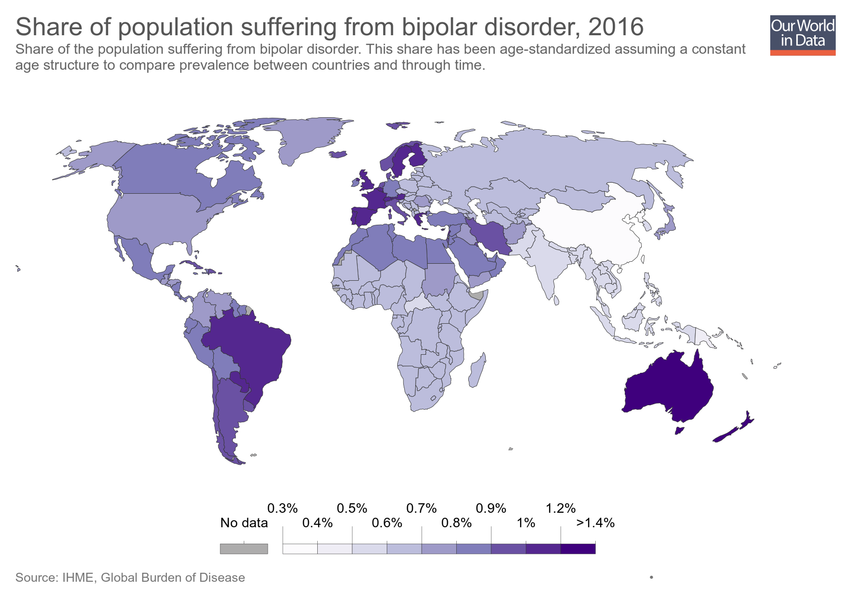 Share of population suffering from bipolar disorder, 2016
Share of the population suffering from bipolar disorder. This share has been age-standardized assuming a constant
age structure to compare prevalence between countries and through time.
Our World
in Data
0.3% 0.5% 0.7% 0.9% 1.2%
No data 0.4% 0.6% 0.8% 1% >1.4%
Source: IHME, Global Burden of Disease